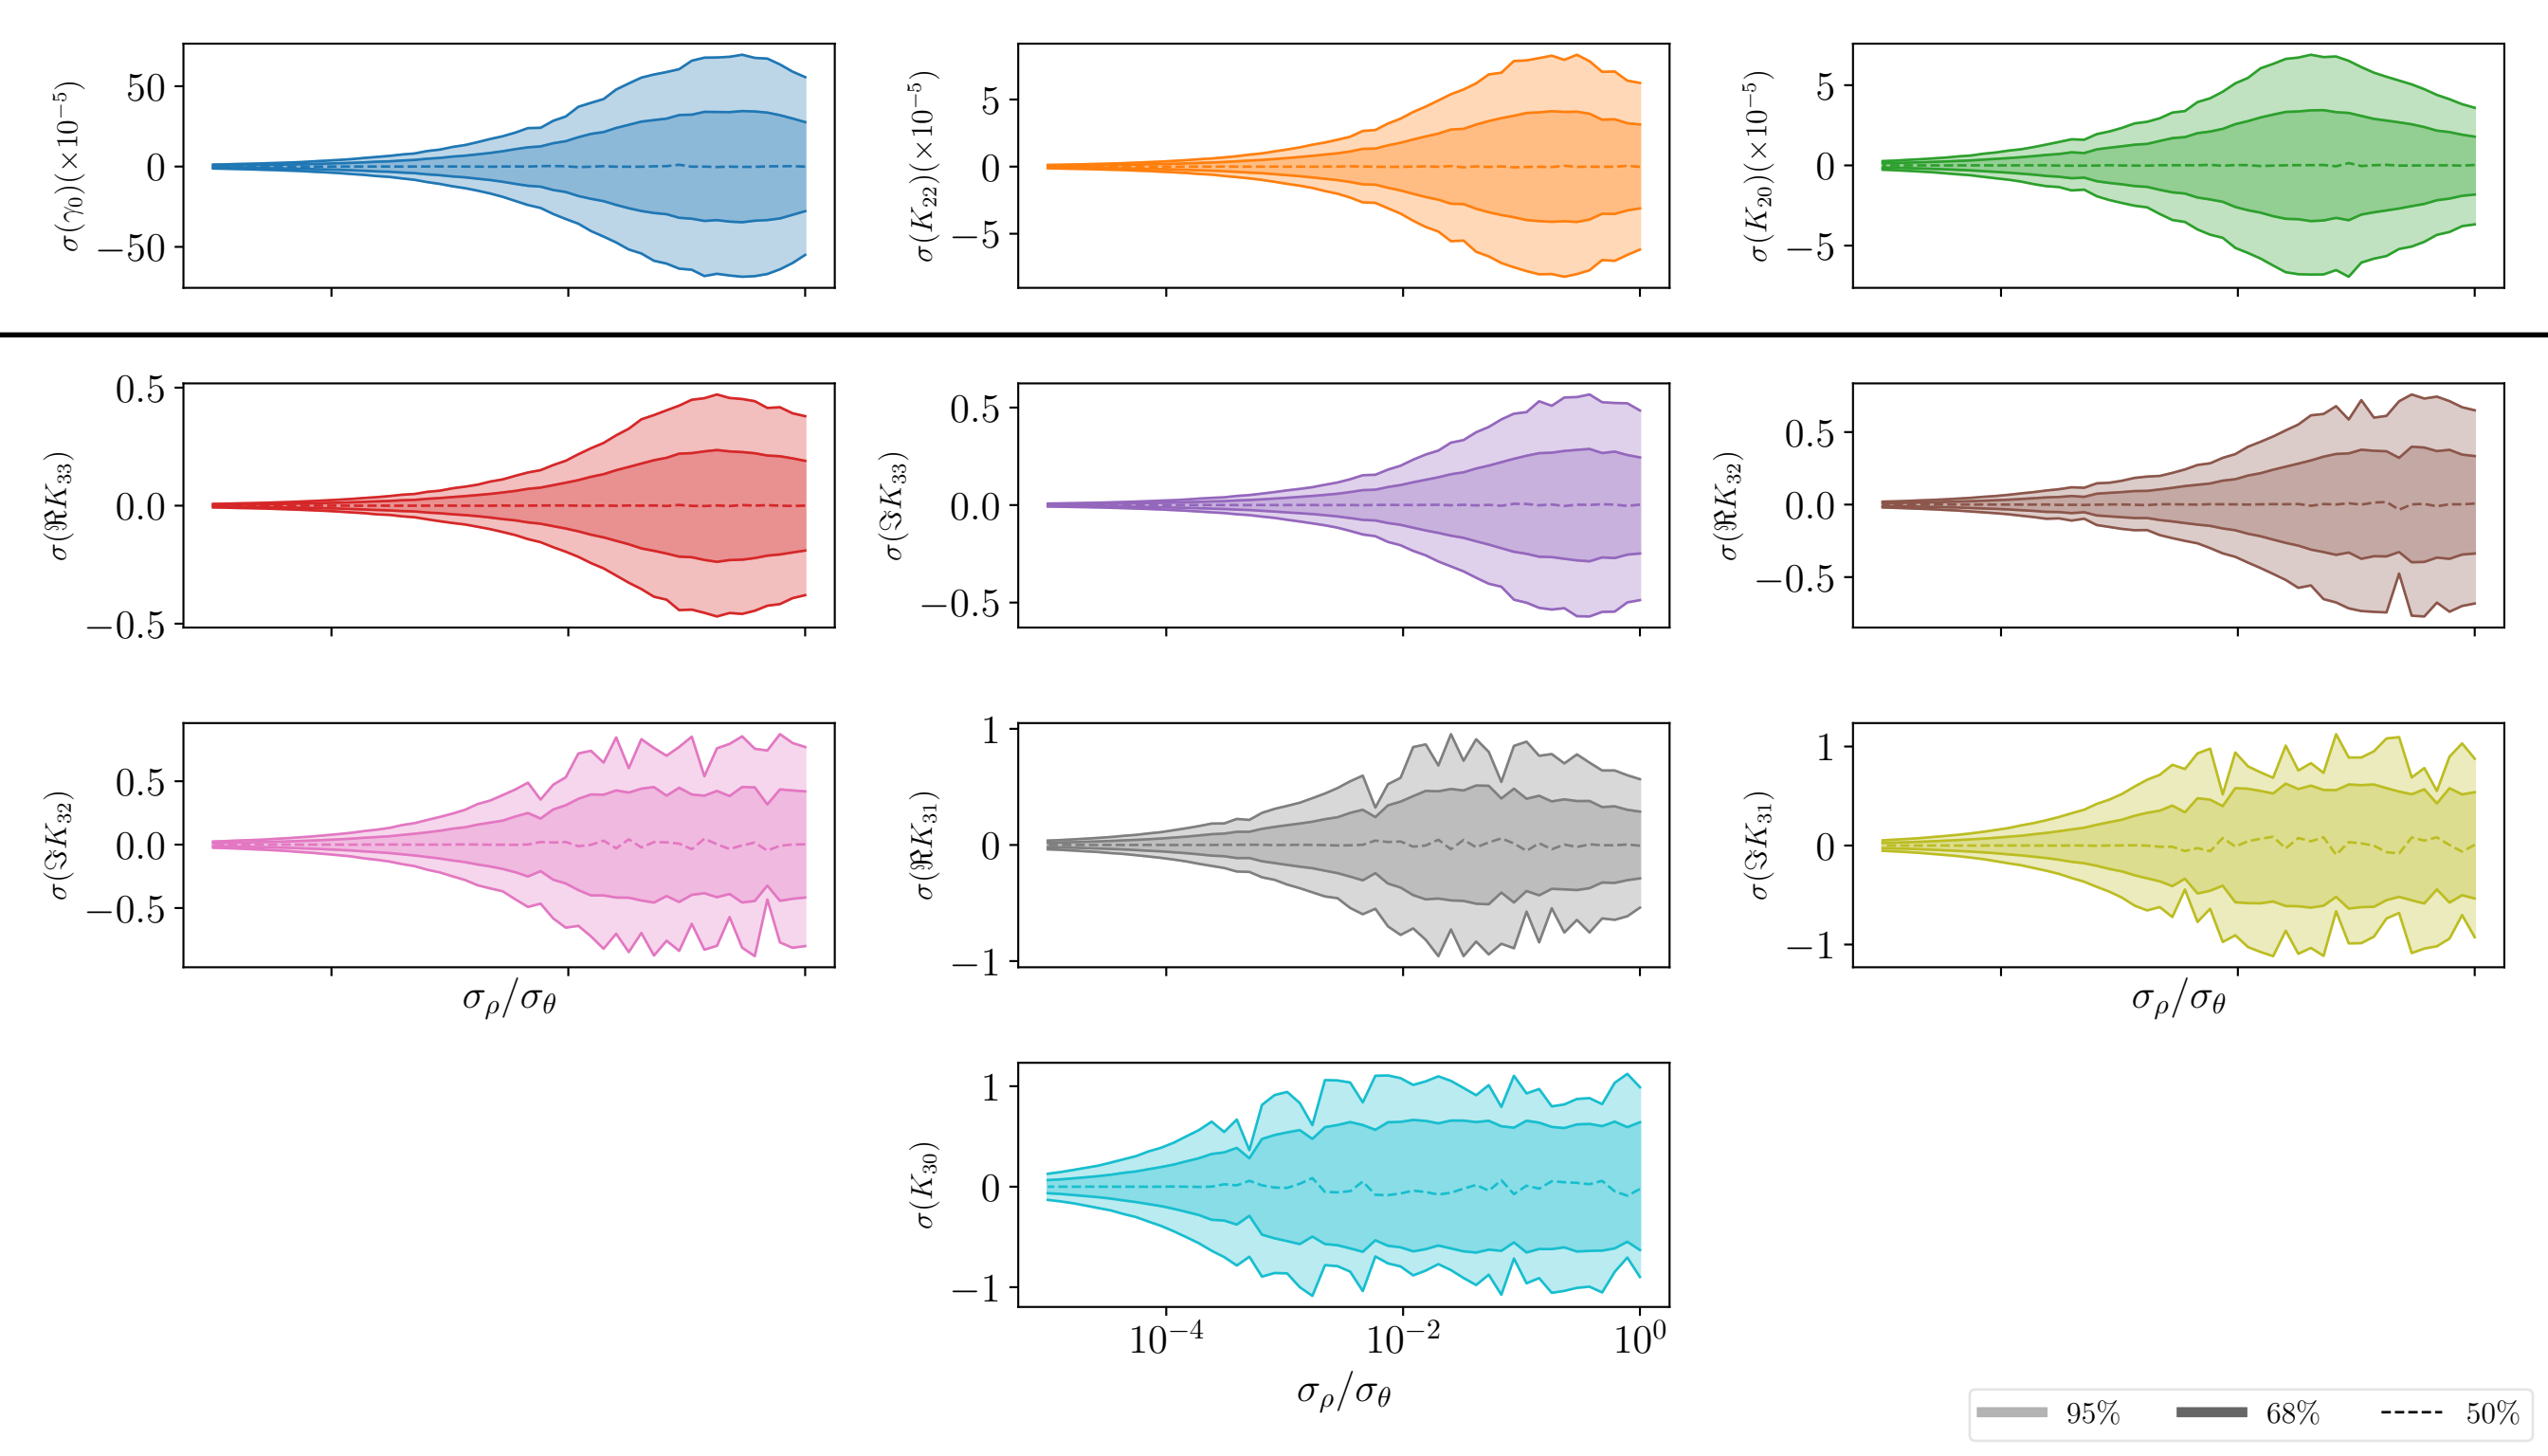 σ(γ₀)(×10⁻⁵) 50 0 −50
σ(K₂₂)(×10⁻⁵) 5 0 −5
σ(K₂₀)(×10⁻⁵) 5 0 −5
σ(ℜK₃₃) 0.5 0.0 −0.5
σ(ℑK₃₃) 0.5 0.0 −0.5
σ(ℜK₃₂) 0.5 0.0 −0.5
σ(ℑK₃₂) 0.5 0.0 −0.5
σρ/σθ
σ(ℜK₃₁) 1 0 −1
σ(ℑK₃₁) 1 0 −1
σρ/σθ
σ(K₃₀) 1 0 −1
10⁻⁴ 10⁻² 10⁰
σρ/σθ
95% 68% 50%